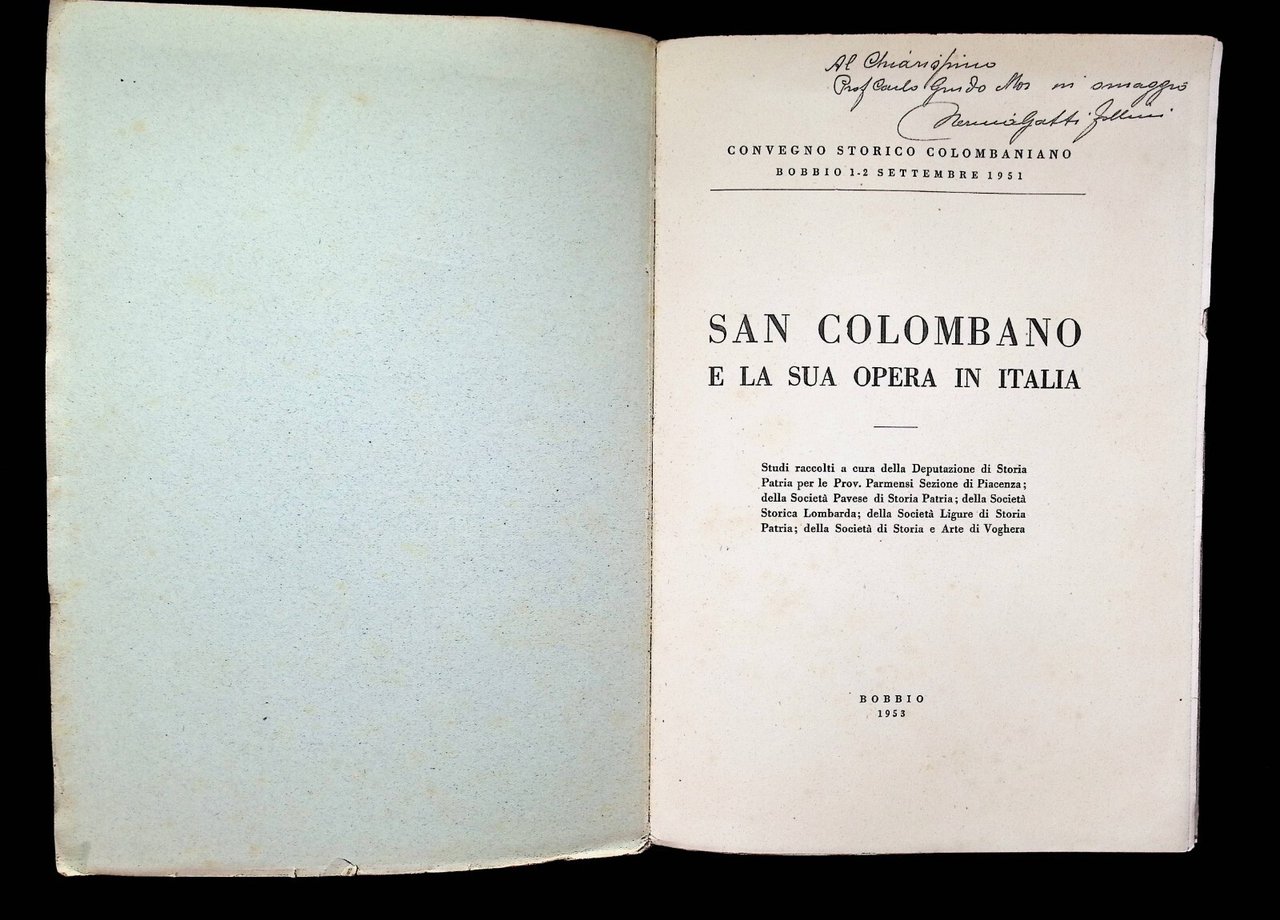 Al Chiarissimo
Prof Carlo Guido Mor in omaggio
Gatti
CONVEGNO STORICO COLOMBANIANO
BOBBIO 1-2 SETTEMBRE 1951
SAN COLOMBANO
E LA SUA OPERA IN ITALIA
Studi raccolti a cura della Deputazione di Storia
Patria per le Prov. Parmensi Sezione di Piacenza;
della Società Pavese di Storia Patria; della Società
Storica Lombarda; della Società Ligure di Storia
Patria; della Società di Storia e Arte di Voghera
BOBBIO
1953